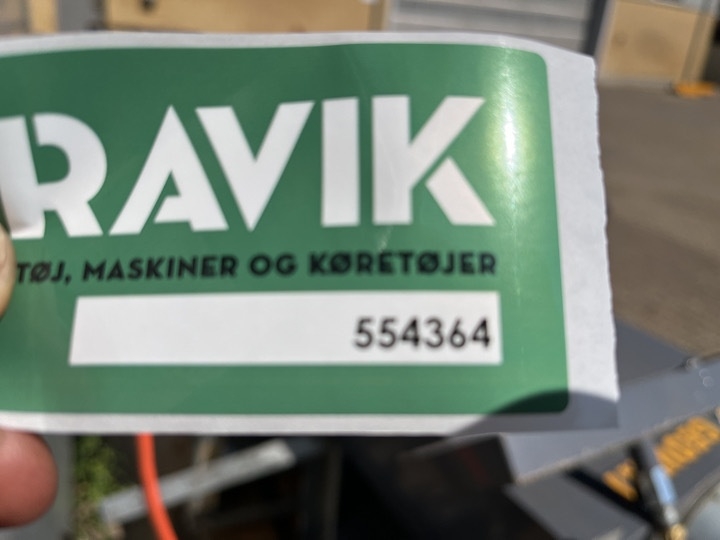 RAVIK
TØJ, MASKINER OG KØRETØJER
554364